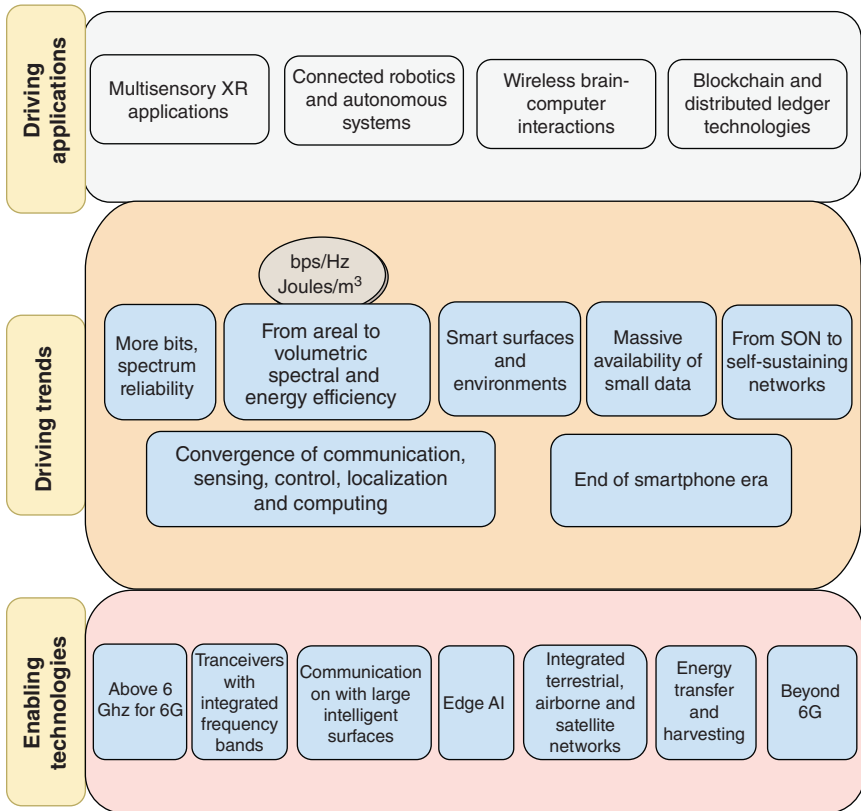 Driving
applications
Multisensory XR
applications
Connected robotics
and autonomous
systems
Wireless brain-
computer
interactions
Blockchain and
distributed ledger
technologies
Driving trends
bps/Hz
Joules/m³
More bits,
spectrum
reliability
From areal to
volumetric
spectral and
energy efficiency
Smart surfaces
and
environments
Massive
availability of
small data
From SON to
self-sustaining
networks
Convergence of communication,
sensing, control, localization
and computing
End of smartphone era
Enabling
technologies
Above 6
Ghz for 6G
Tranceivers
with
integrated
frequency
bands
Communication
on with large
intelligent
surfaces
Edge AI
Integrated
terrestrial,
airborne and
satellite
networks
Energy
transfer
and
harvesting
Beyond
6G